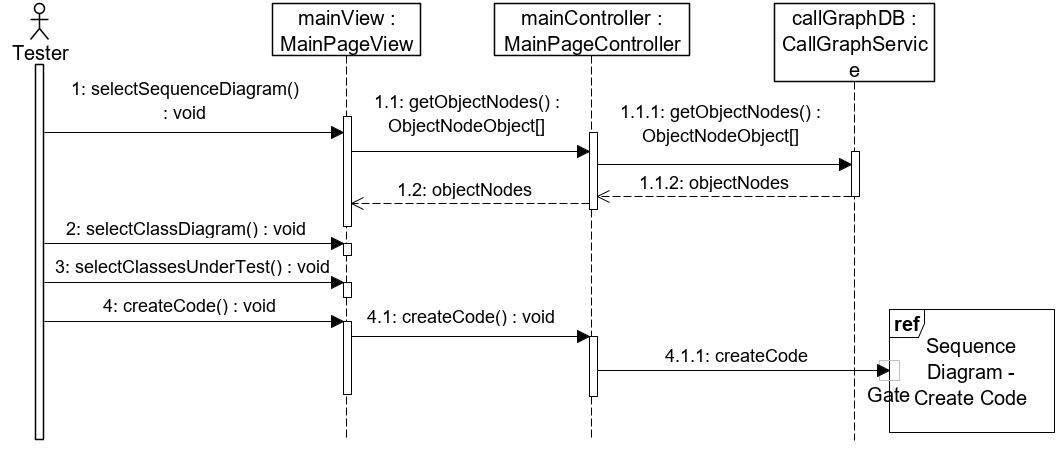 Tester
mainView :
MainPageView
mainController :
MainPageController
callGraphDB :
CallGraphServic
e
1: selectSequenceDiagram()
: void
1.1: getObjectNodes() :
ObjectNodeObject[]
1.1.1: getObjectNodes() :
ObjectNodeObject[]
1.1.2: objectNodes
1.2: objectNodes
2: selectClassDiagram() : void
3: selectClassesUnderTest() : void
4: createCode() : void
4.1: createCode() : void
4.1.1: createCode
ref
Sequence
Diagram -
Create Code
Gate